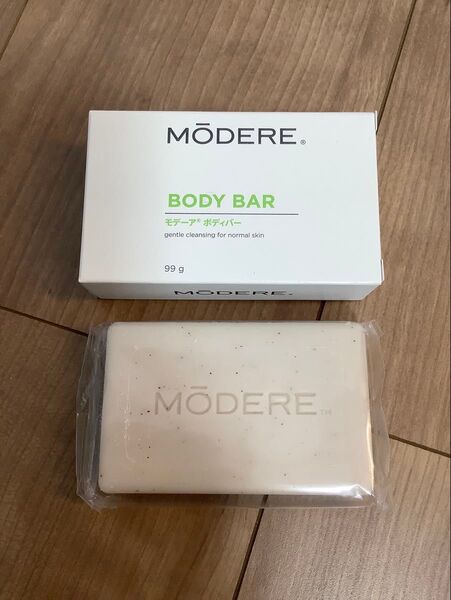 MŌDERE®
BODY BAR
モデーア® ボディバー
gentle cleansing for normal skin
99 g
MŌDERE®
MŌDERE™